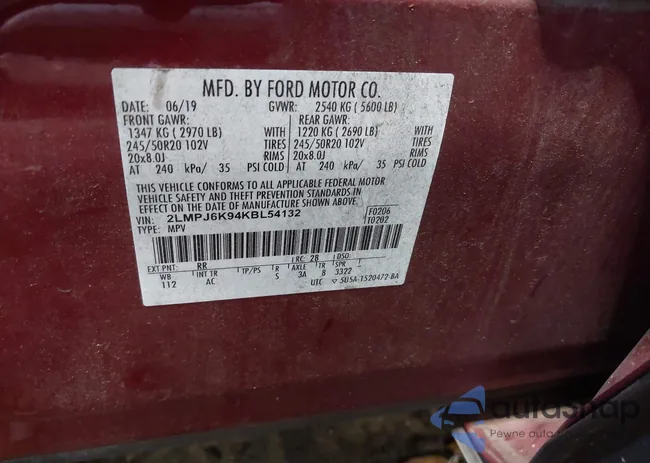 MFD. BY FORD MOTOR CO.
DATE: 06/19 GVWR: 2540 KG ( 5600 LB)
FRONT GAWR: REAR GAWR:
1347 KG ( 2970 LB) WITH 1220 KG ( 2690 LB) WITH
245/50R20 102V TIRES 245/50R20 102V TIRES
20x8.0J RIMS 20x8.0J RIMS
AT 240 kPa/ 35 PSI COLD AT 240 kPa/ 35 PSI COLD
THIS VEHICLE CONFORMS TO ALL APPLICABLE FEDERAL MOTOR
VEHICLE SAFETY AND THEFT PREVENTION STANDARDS IN
EFFECT ON THE DATE OF MANUFACTURE SHOWN ABOVE.
VIN: 2LMPJ6K94KBL54132 F0206
TYPE: MPV T0202
EXT PNT: RR RC: 28 DSO:
WB INT TR TP/PS R AXLE TR SPR
112 AC S 3A 8 3322
UTC ▽ 5U5A-1520472-BA
autasnap
Pewne auta